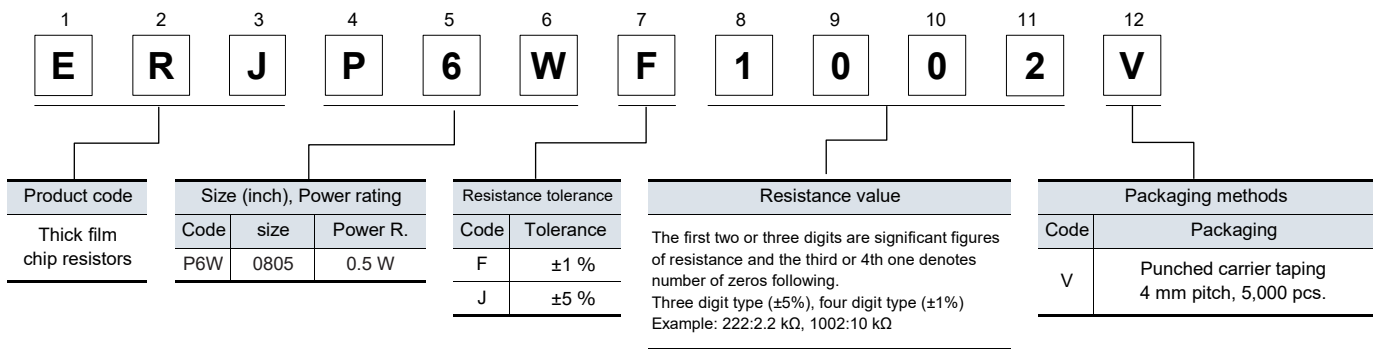 1 2 3 4 5 6 7 8 9 10 11 12
E R J P 6 W F 1 0 0 2 V
Product code
Thick film
chip resistors
Size (inch), Power rating
Code size Power R.
P6W 0805 0.5 W
Resistance tolerance
Code Tolerance
F ±1 %
J ±5 %
Resistance value
The first two or three digits are significant figures
of resistance and the third or 4th one denotes
number of zeros following.
Three digit type (±5%), four digit type (±1%)
Example: 222:2.2 kΩ, 1002:10 kΩ
Packaging methods
Code Packaging
V Punched carrier taping
4 mm pitch, 5,000 pcs.